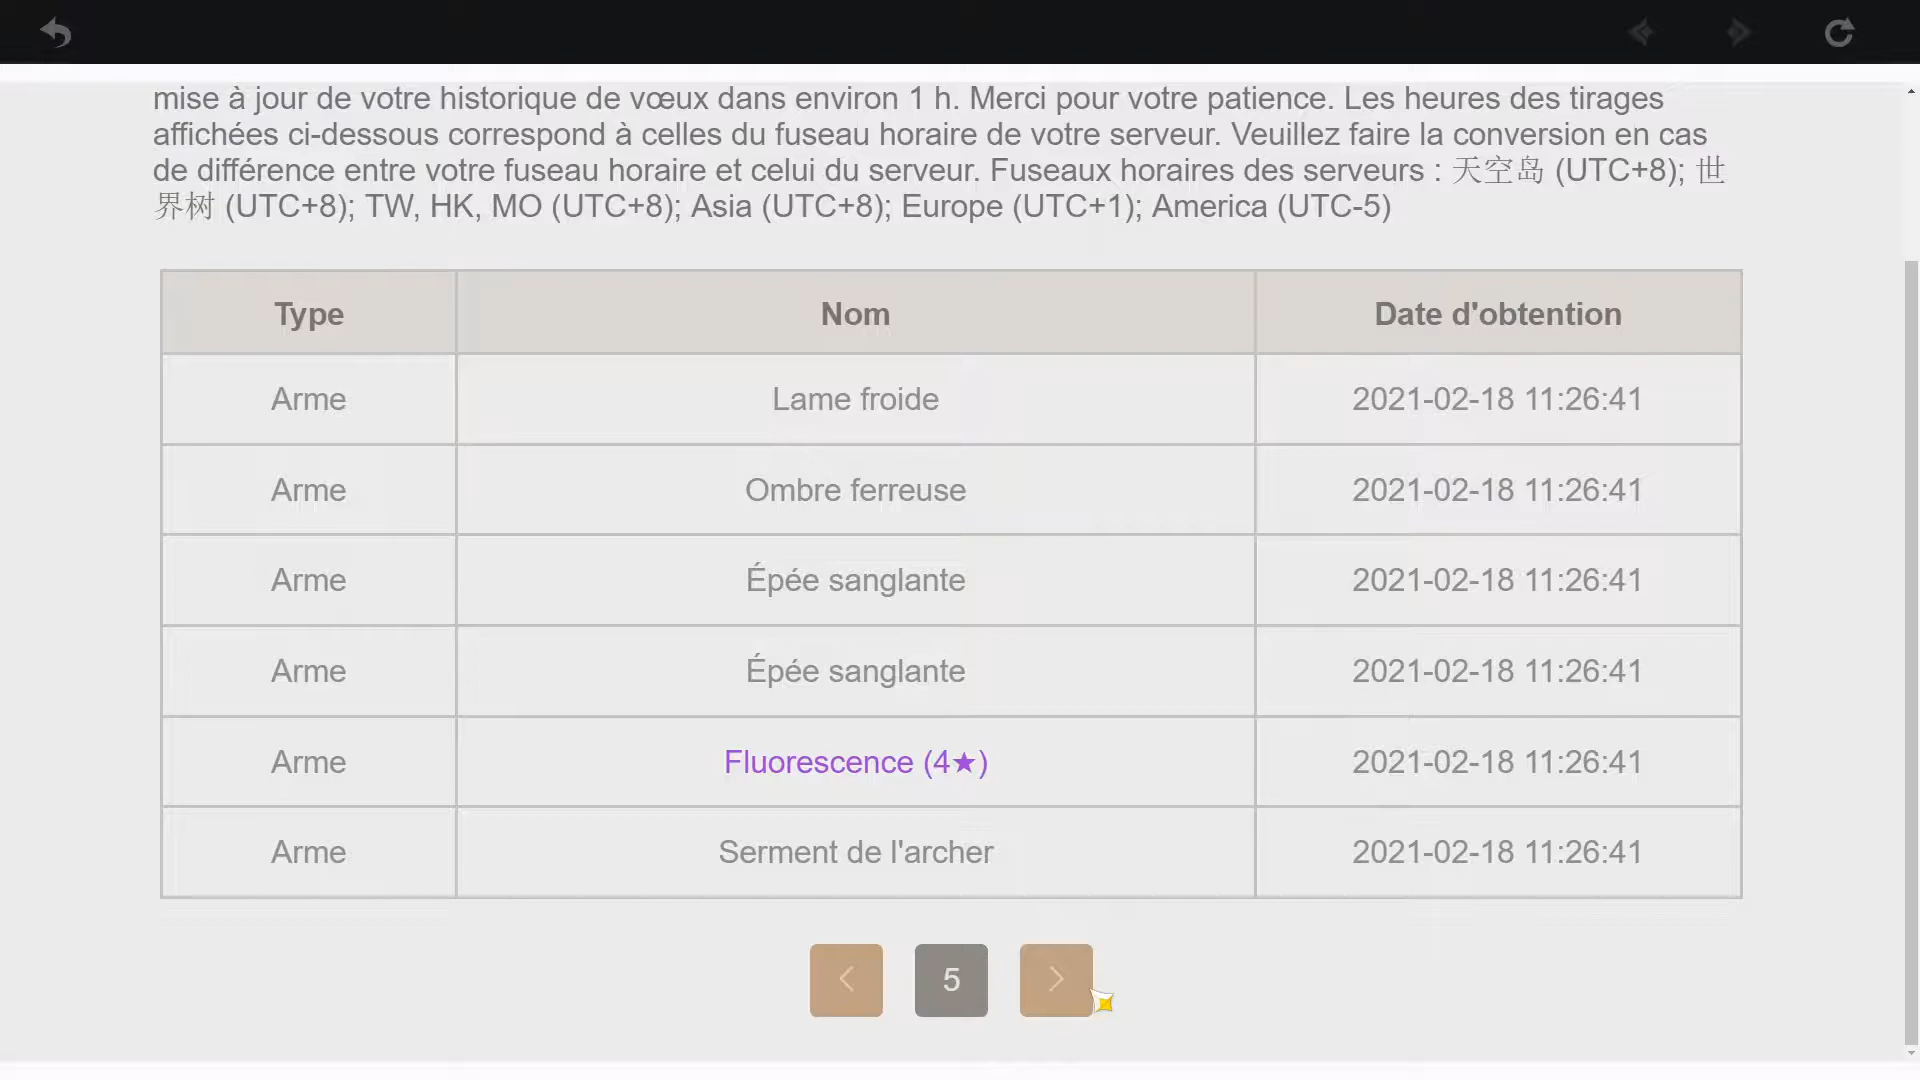 mise à jour de votre historique de vœux dans environ 1 h. Merci pour votre patience. Les heures des tirages
affichées ci-dessous correspond à celles du fuseau horaire de votre serveur. Veuillez faire la conversion en cas
de différence entre votre fuseau horaire et celui du serveur. Fuseaux horaires des serveurs : 天空岛 (UTC+8); 世
界树 (UTC+8); TW, HK, MO (UTC+8); Asia (UTC+8); Europe (UTC+1); America (UTC-5)
Type Nom Date d'obtention
Arme Lame froide 2021-02-18 11:26:41
Arme Ombre ferreuse 2021-02-18 11:26:41
Arme Épée sanglante 2021-02-18 11:26:41
Arme Épée sanglante 2021-02-18 11:26:41
Arme Fluorescence (4★) 2021-02-18 11:26:41
Arme Serment de l'archer 2021-02-18 11:26:41
5